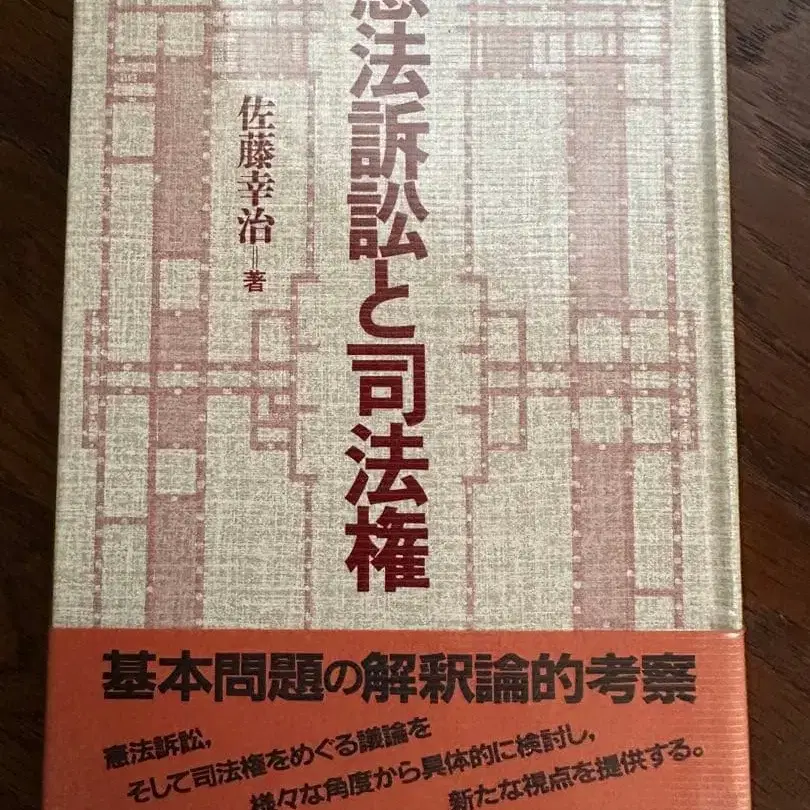 憲法訴訟と司法権
佐藤幸治=著
基本問題の解釈論的考察
憲法訴訟,
そして司法権をめぐる議論を
様々な角度から具体的に検討し,
新たな視点を提供する。